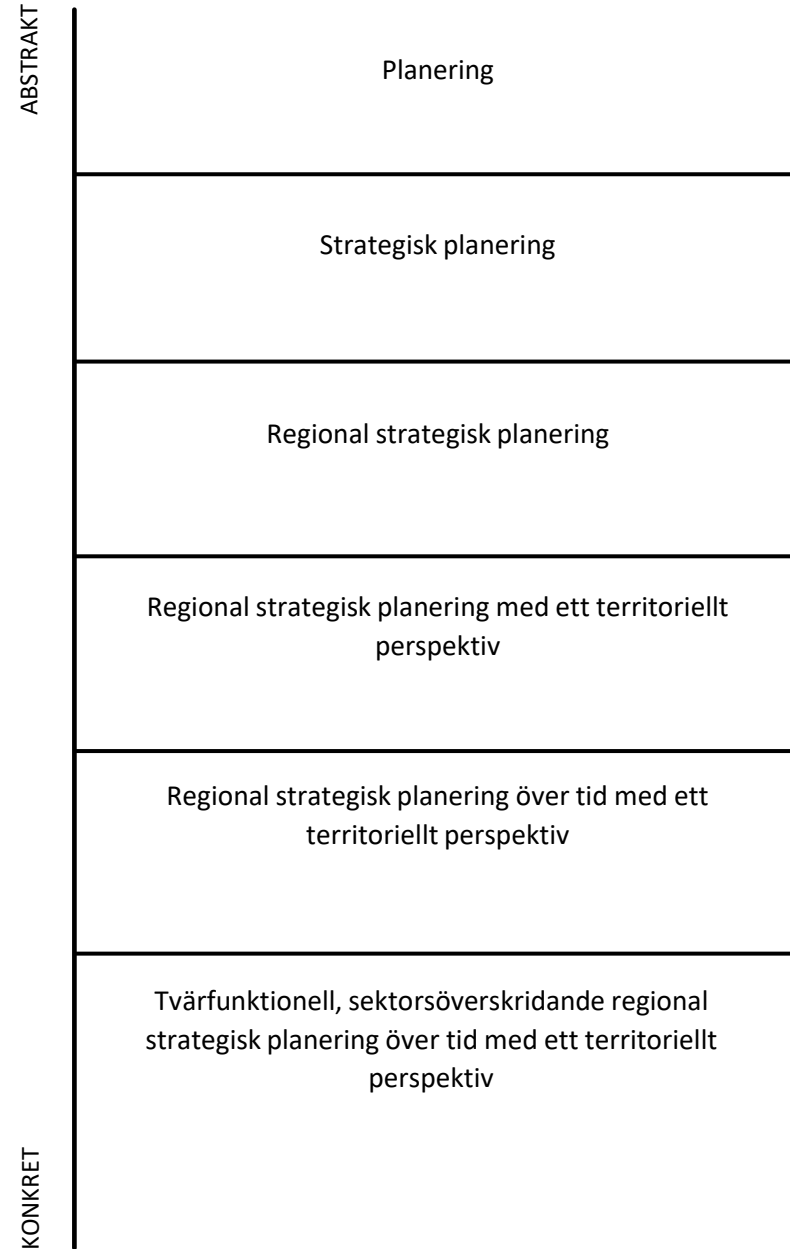 ABSTRAKT
Planering
Strategisk planering
Regional strategisk planering
Regional strategisk planering med ett territoriellt
perspektiv
Regional strategisk planering över tid med ett
territoriellt perspektiv
Tvärfunktionell, sektorsöverskridande regional
strategisk planering över tid med ett territoriellt
perspektiv
KONKRET